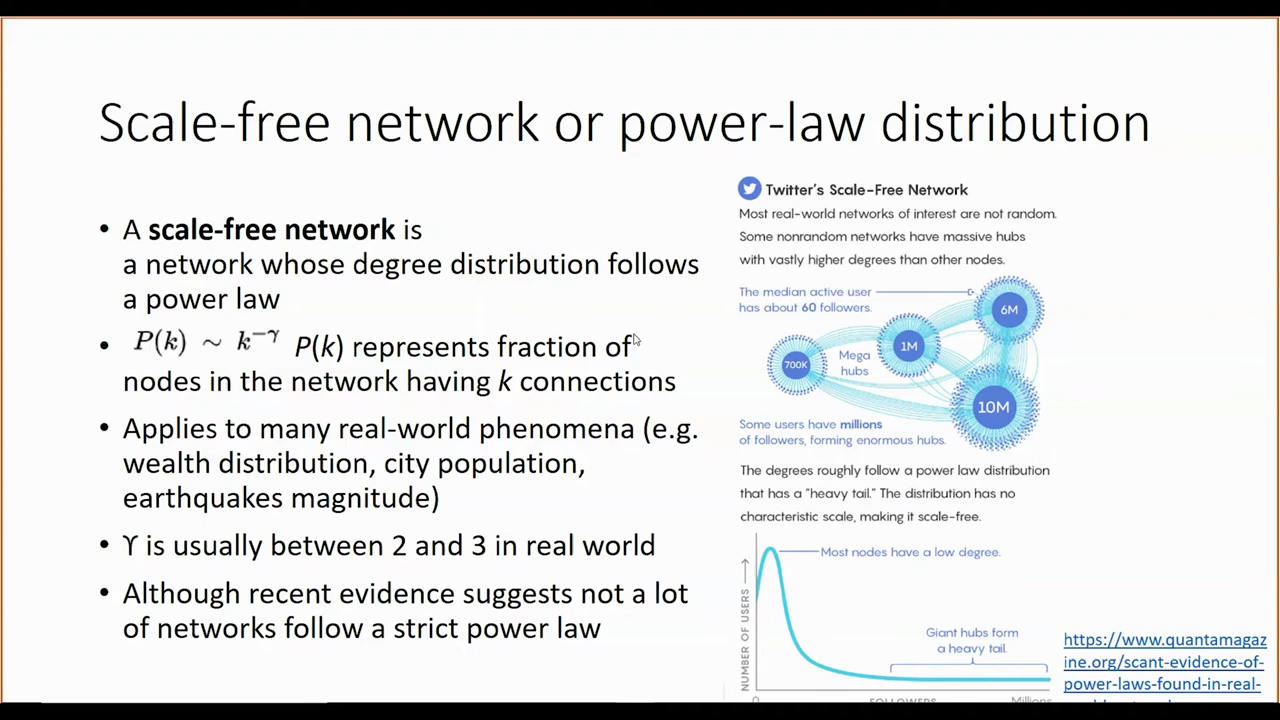 Scale-free network or power-law distribution
• A scale-free network is
a network whose degree distribution follows
a power law
• P(k) ~ k^−γ P(k) represents fraction of
nodes in the network having k connections
• Applies to many real-world phenomena (e.g.
wealth distribution, city population,
earthquakes magnitude)
• ϒ is usually between 2 and 3 in real world
• Although recent evidence suggests not a lot
of networks follow a strict power law
Twitter's Scale-Free Network
Most real-world networks of interest are not random.
Some nonrandom networks have massive hubs
with vastly higher degrees than other nodes.
The median active user
has about 60 followers.
6M
1M
700K
Mega
hubs
10M
Some users have millions
of followers, forming enormous hubs.
The degrees roughly follow a power law distribution
that has a "heavy tail." The distribution has no
characteristic scale, making it scale-free.
Most nodes have a low degree.
NUMBER OF USERS
Giant hubs form
a heavy tail.
0
FOLLOWERS
Millions
https://www.quantamagaz
ine.org/scant-evidence-of-
power-laws-found-in-real-